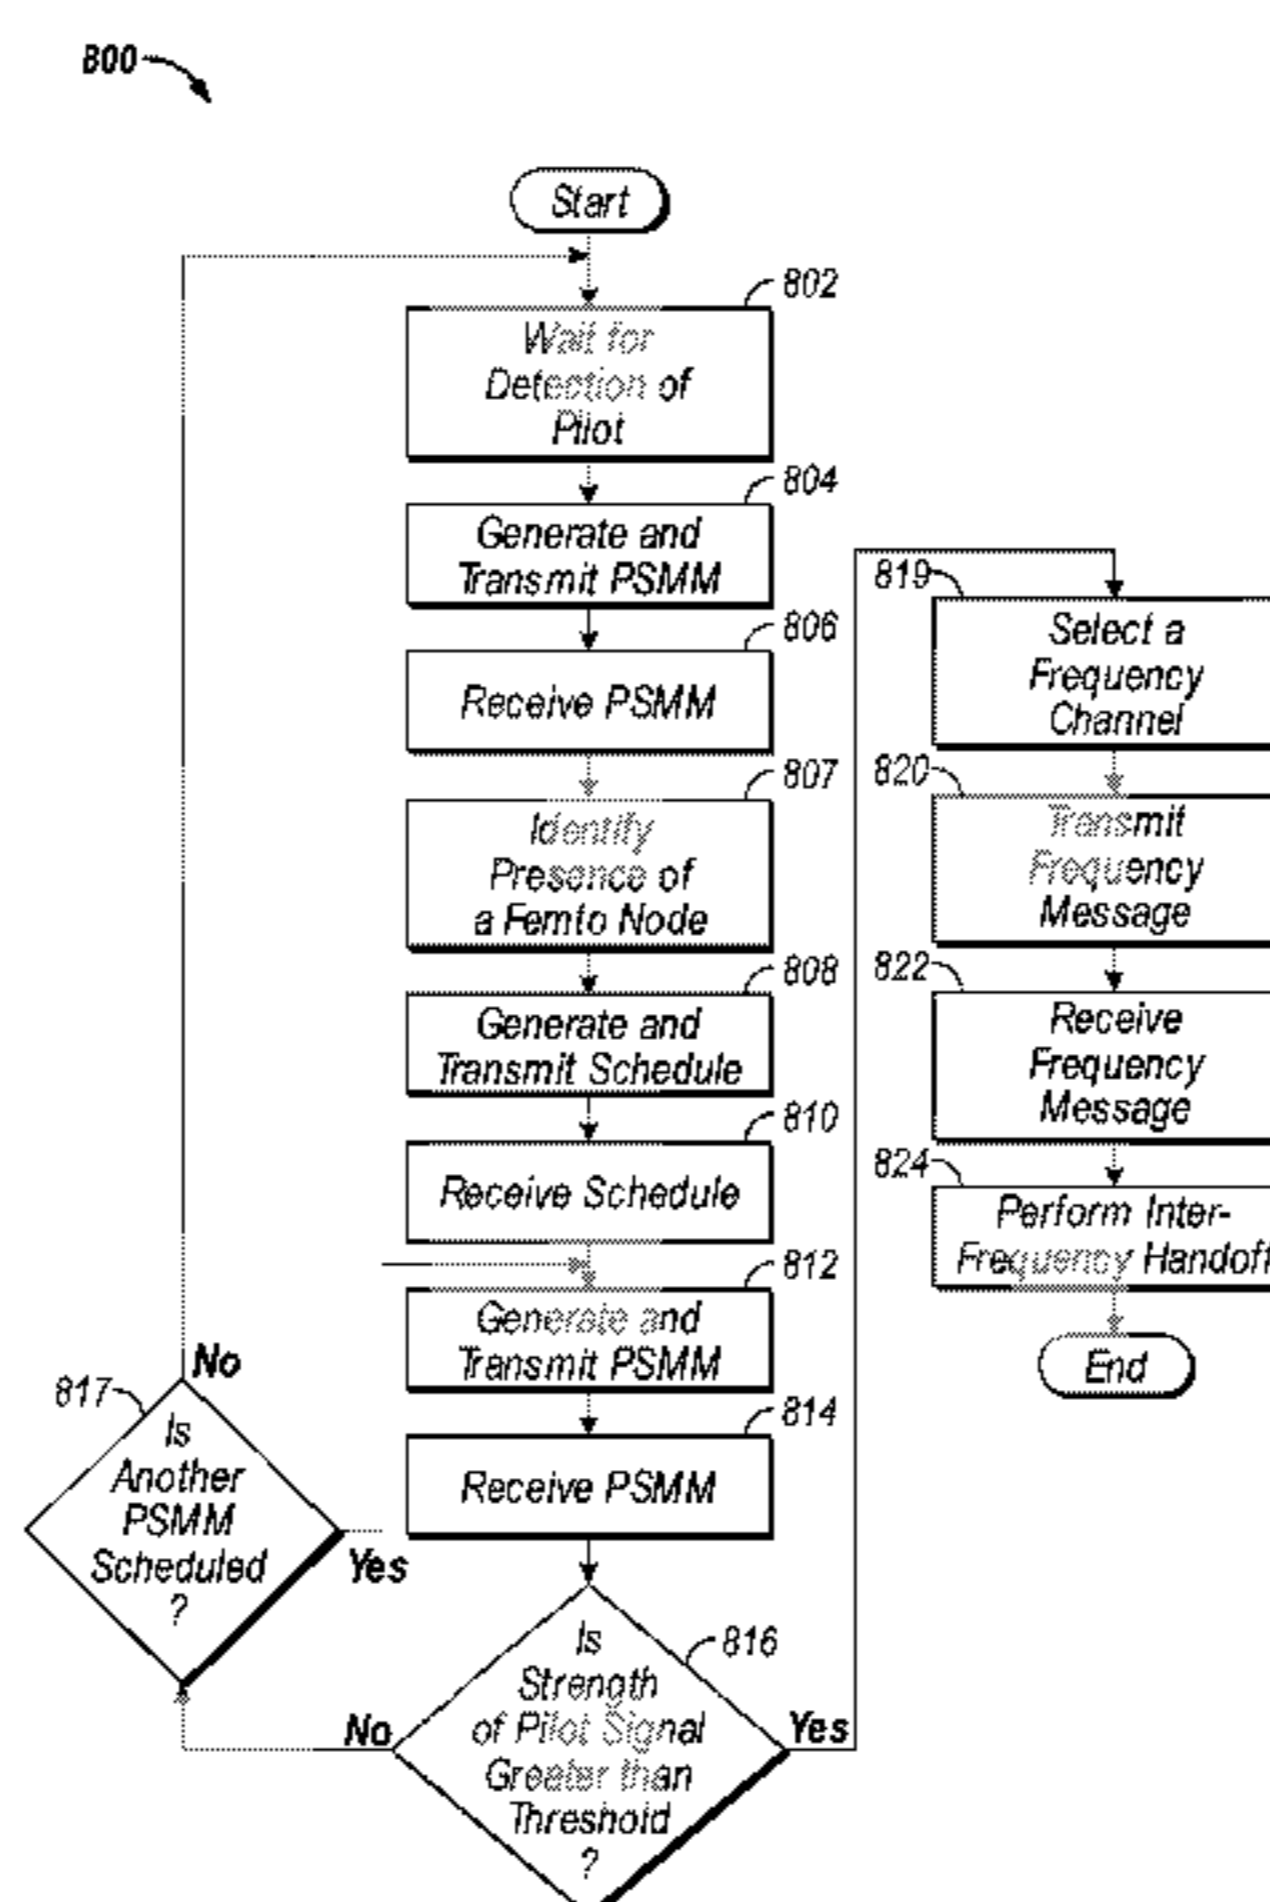 800
Start
802
Wait for
Detection of
Pilot
804
Generate and
Transmit PSMM
806
Receive PSMM
807
Identify
Presence of
a Femto Node
808
Generate and
Transmit Schedule
810
Receive Schedule
812
Generate and
Transmit PSMM
814
Receive PSMM
816
Is
Strength
of Pilot Signal
Greater than
Threshold
?
No
Yes
817
Is
Another
PSMM
Scheduled
?
No
Yes
819
Select a
Frequency
Channel
820
Transmit
Frequency
Message
822
Receive
Frequency
Message
824
Perform Inter-
Frequency Handoff
End